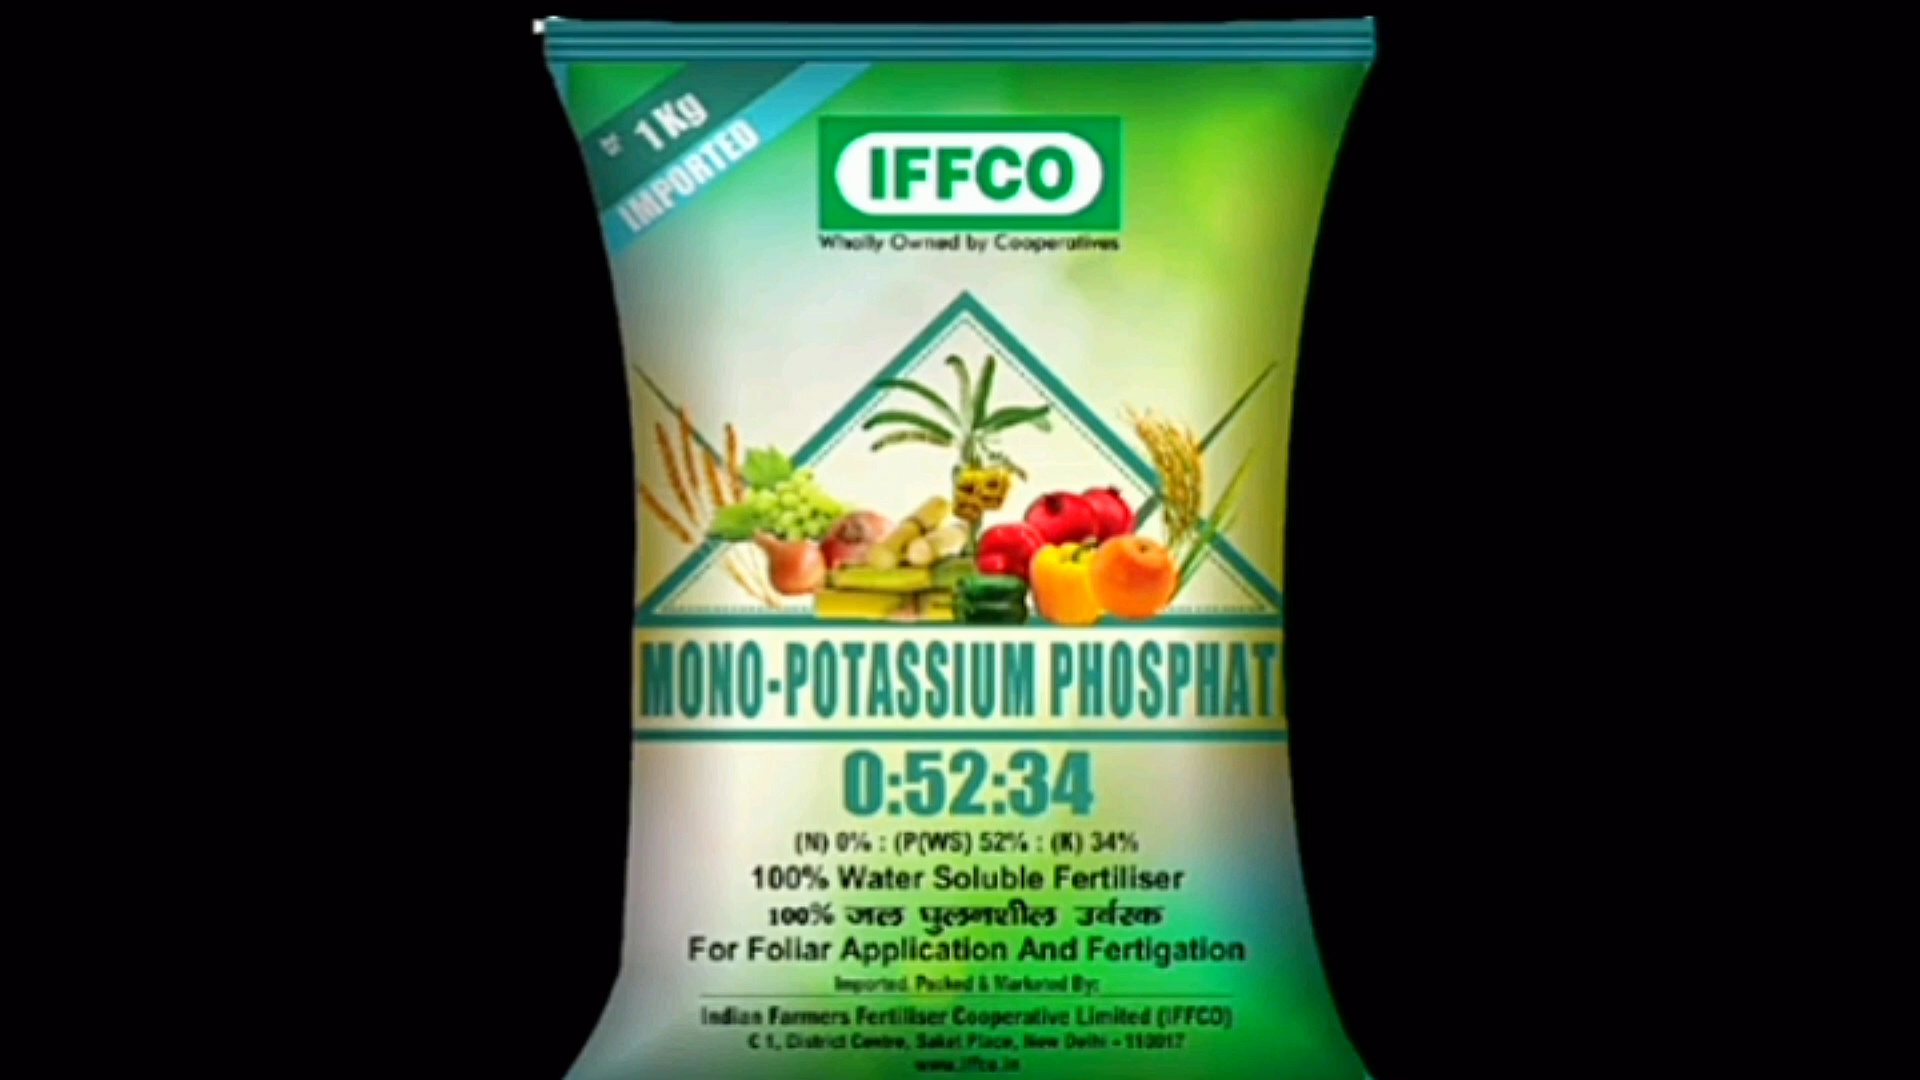 1 Kg
IMPORTED
IFFCO
Wholly Owned by Cooperatives
MONO-POTASSIUM PHOSPHAT
0:52:34
(N) 0% : (P(WS) 52% : (K) 34%
100% Water Soluble Fertiliser
100% जल घुलनशील उर्वरक
For Foliar Application And Fertigation
Imported, Packed & Marketed By:
Indian Farmers Fertiliser Cooperative Limited (IFFCO)
C 1, District Centre, Saket Place, New Delhi - 110017
www.iffco.in